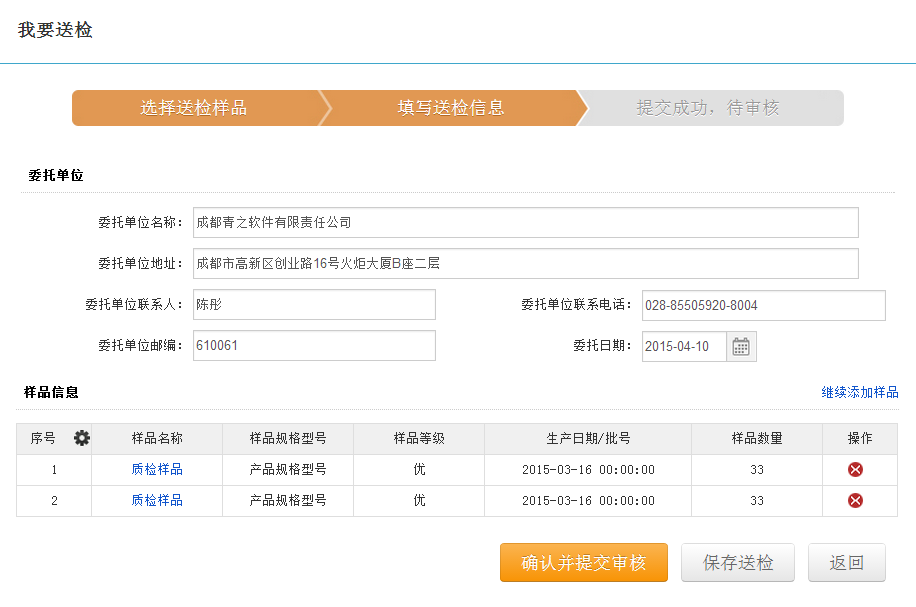 我要送检
选择送检样品 填写送检信息 提交成功，待审核
委托单位
委托单位名称： 成都青之软件有限责任公司
委托单位地址： 成都市高新区创业路16号火炬大厦B座二层
委托单位联系人： 陈彤 委托单位联系电话： 028-85505920-8004
委托单位邮编： 610061 委托日期： 2015-04-10
样品信息 继续添加样品
序号 样品名称 样品规格型号 样品等级 生产日期/批号 样品数量 操作
1 质检样品 产品规格型号 优 2015-03-16 00:00:00 33
2 质检样品 产品规格型号 优 2015-03-16 00:00:00 33
确认并提交审核 保存送检 返回